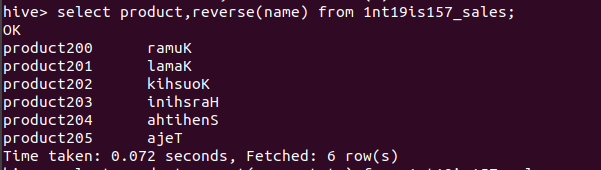 hive> select product,reverse(name) from 1nt19is157_sales;
OK
product200 ramuK
product201 lamaK
product202 kihsuoK
product203 inihsraH
product204 ahtihenS
product205 ajeT
Time taken: 0.072 seconds, Fetched: 6 row(s)